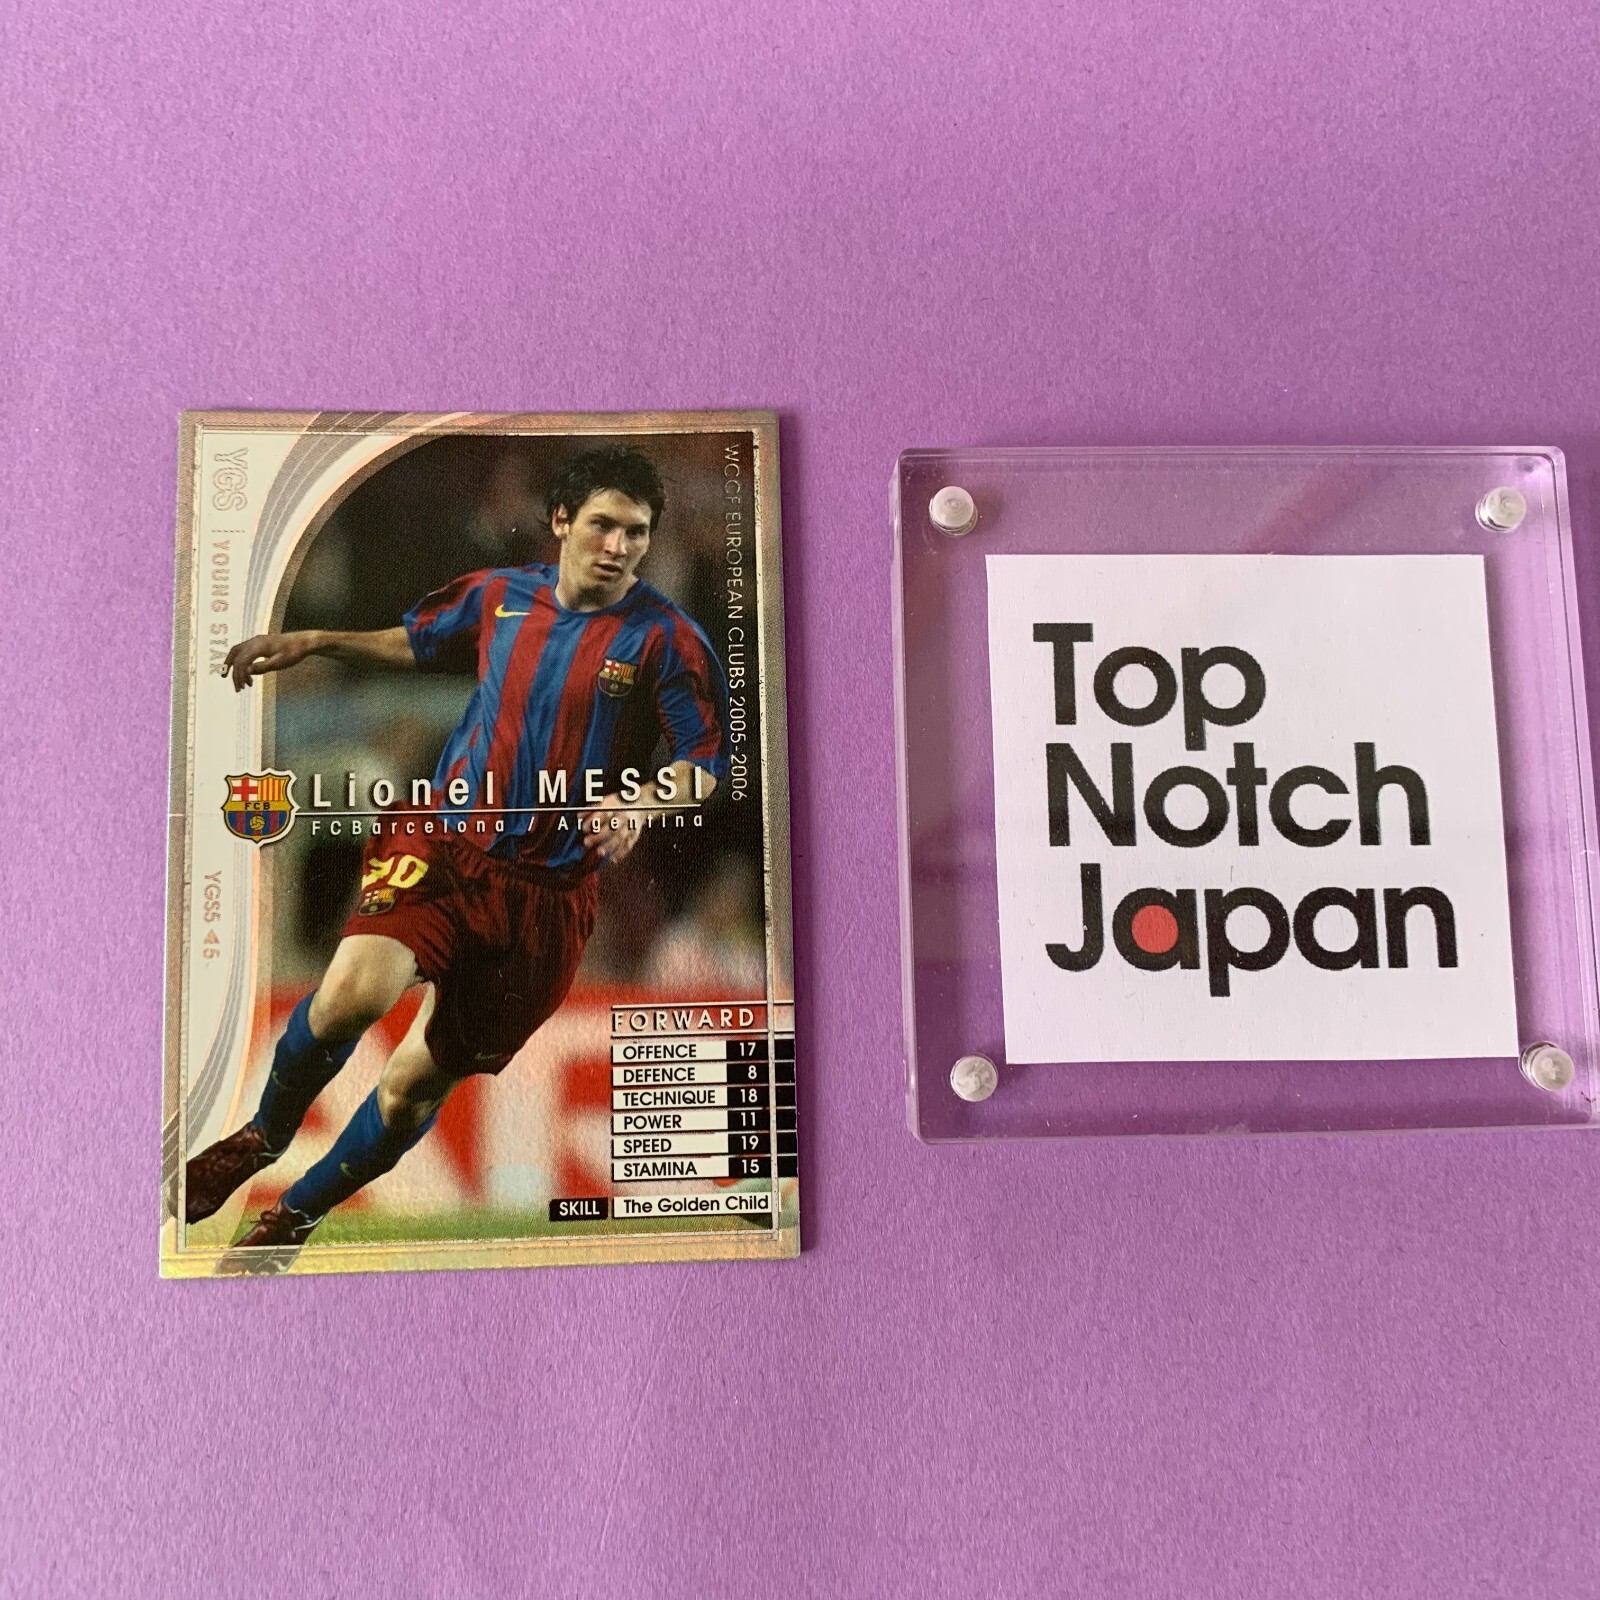 YGS YOUNG STAR
WCCF EUROPEAN CLUBS 2005-2006
FCB
Lionel MESSI
FCBarcelona / Argentina
YGS5 ◀ 5
FORWARD
OFFENCE 17
DEFENCE 8
TECHNIQUE 18
POWER 11
SPEED 19
STAMINA 15
SKILL The Golden Child
Top
Notch
Japan